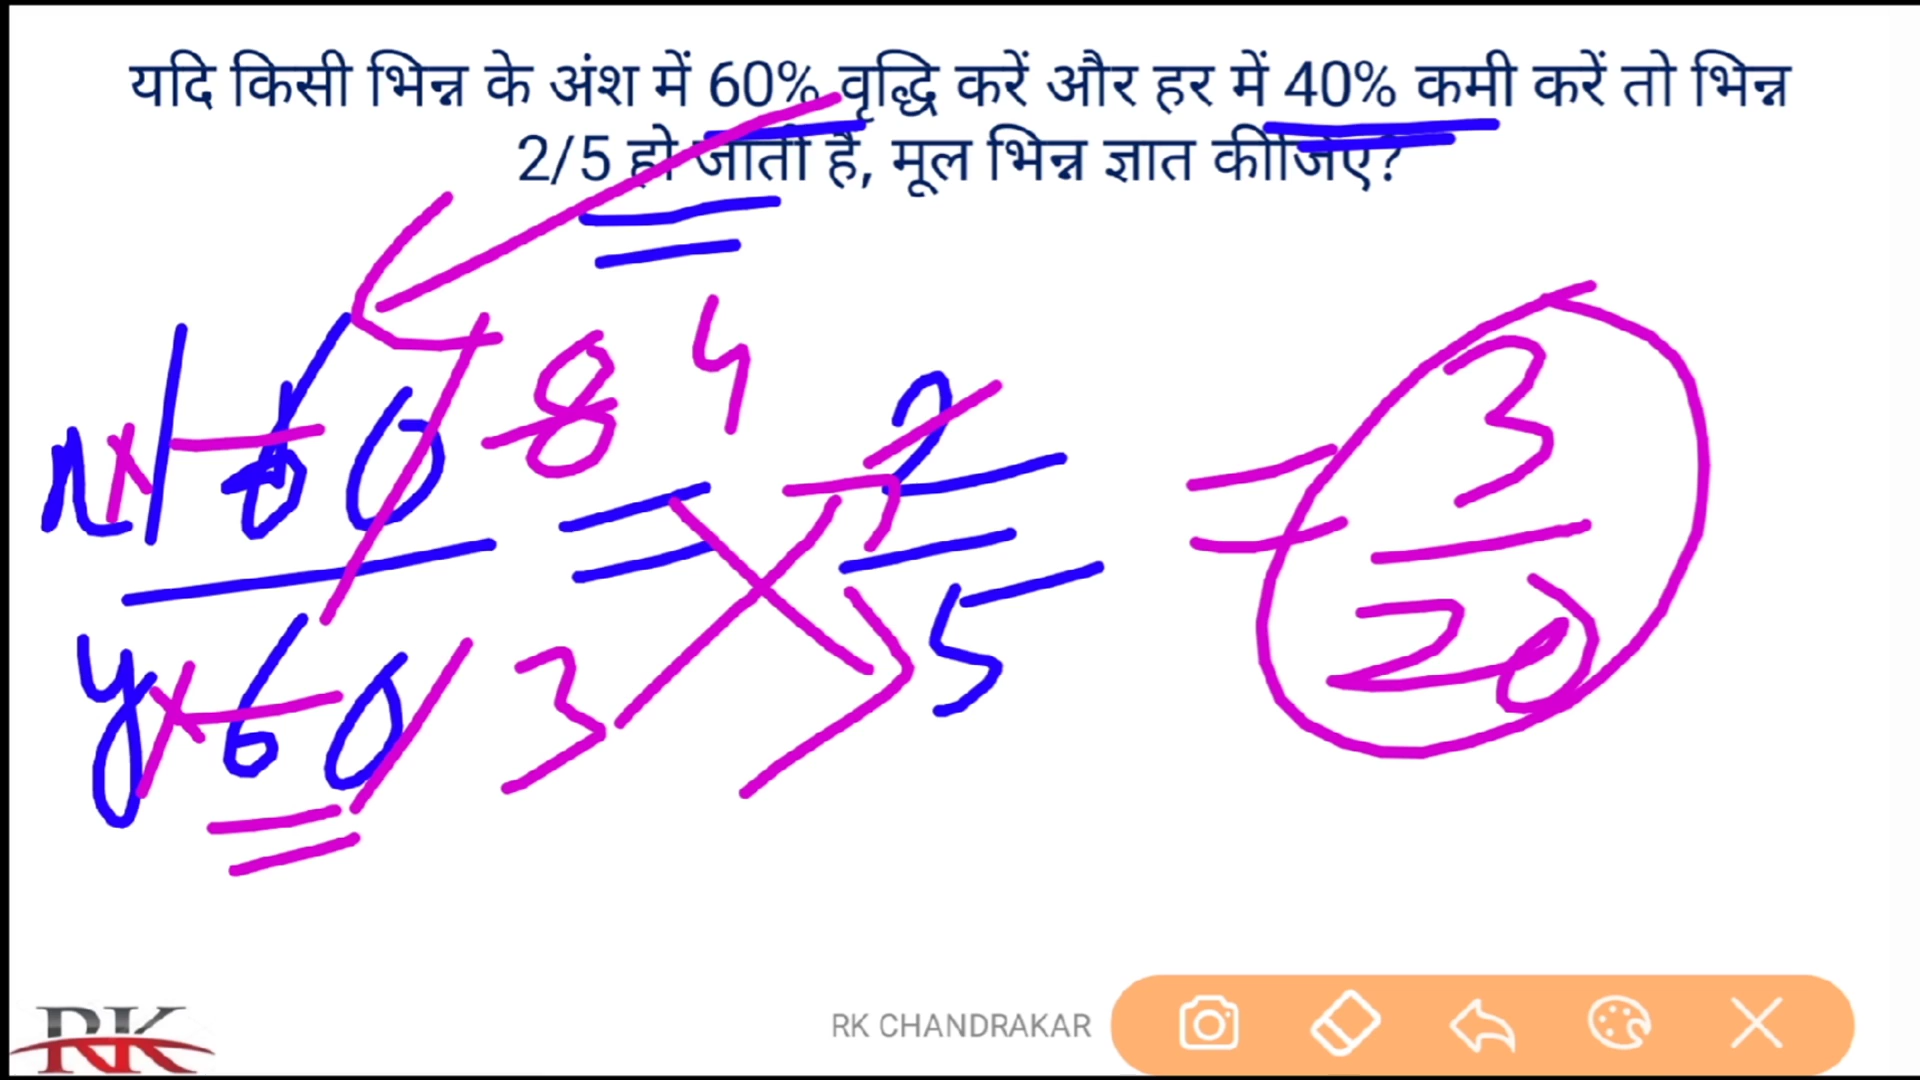 यदि किसी भिन्न के अंश में 60% वृद्धि करें और हर में 40% कमी करें तो भिन्न
2/5 हो जाती है, मूल भिन्न ज्ञात कीजिए?
8 4
2
= 3
60 3 5 20
y
RK RK CHANDRAKAR